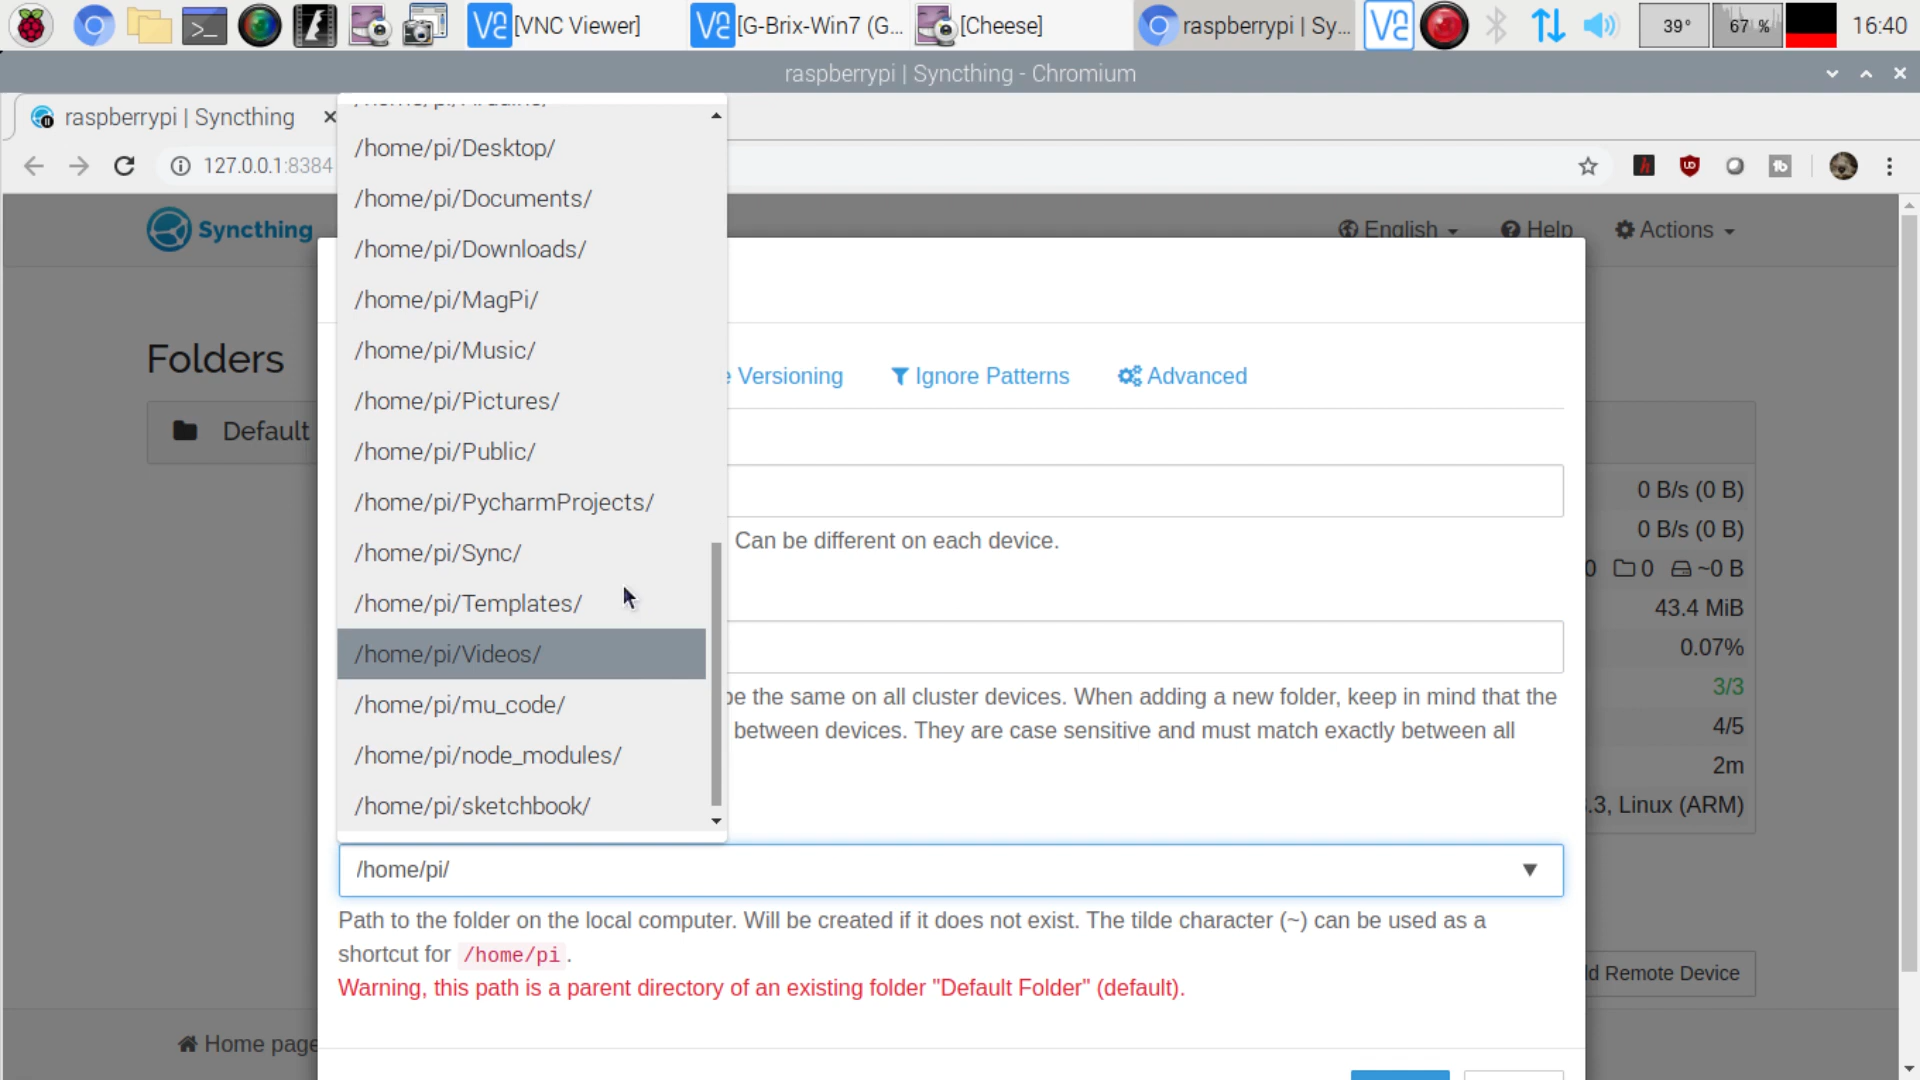 [VNC Viewer]
[G-Brix-Win7 (G...
[Cheese]
raspberrypi | Sy...
39°
67 %
16:40
raspberrypi | Syncthing - Chromium
raspberrypi | Syncthing
127.0.0.1:8384
Syncthing
English
Help
Actions
/home/pi/Desktop/
/home/pi/Documents/
/home/pi/Downloads/
/home/pi/MagPi/
/home/pi/Music/
/home/pi/Pictures/
/home/pi/Public/
/home/pi/PycharmProjects/
/home/pi/Sync/
/home/pi/Templates/
/home/pi/Videos/
/home/pi/mu_code/
/home/pi/node_modules/
/home/pi/sketchbook/
Folders
Default
Versioning
Ignore Patterns
Advanced
Can be different on each device.
be the same on all cluster devices. When adding a new folder, keep in mind that the
between devices. They are case sensitive and must match exactly between all
0 B/s (0 B)
0 B/s (0 B)
0 0 ~0 B
43.4 MiB
0.07%
3/3
4/5
2m
.3, Linux (ARM)
/home/pi/
Path to the folder on the local computer. Will be created if it does not exist. The tilde character (~) can be used as a
shortcut for /home/pi .
Warning, this path is a parent directory of an existing folder "Default Folder" (default).
d Remote Device
Home page